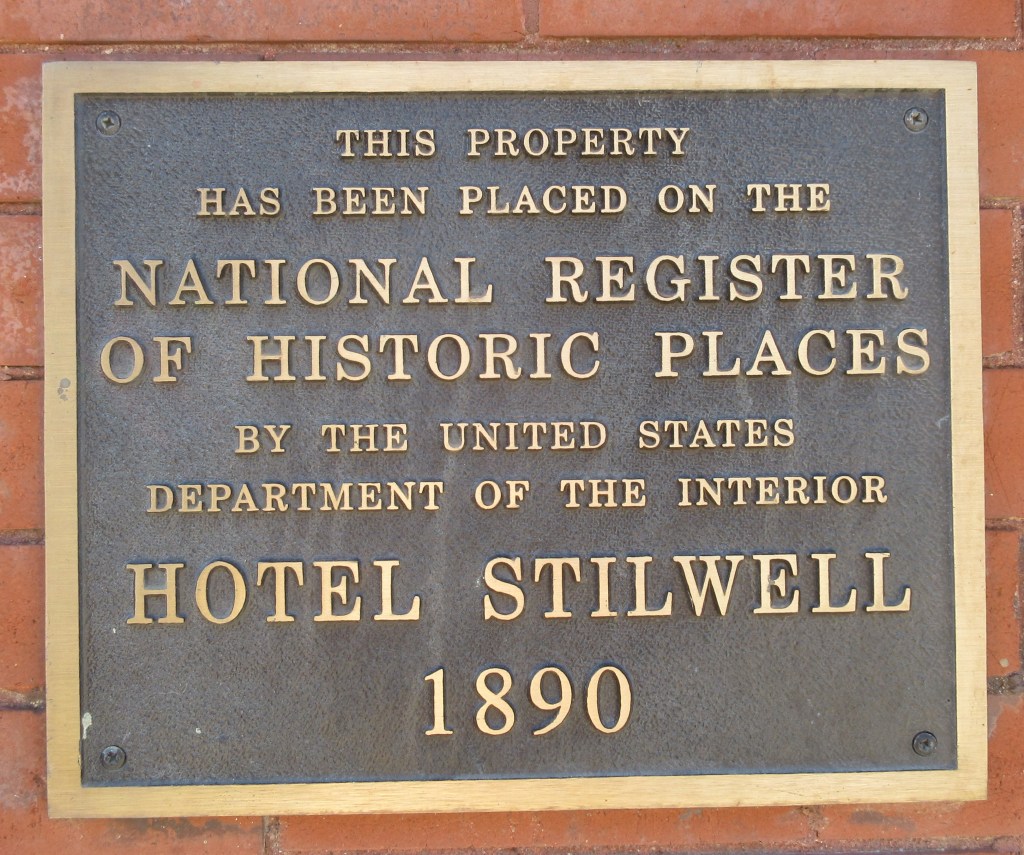 THIS PROPERTY
HAS BEEN PLACED ON THE
NATIONAL REGISTER
OF HISTORIC PLACES
BY THE UNITED STATES
DEPARTMENT OF THE INTERIOR
HOTEL STILWELL
1890